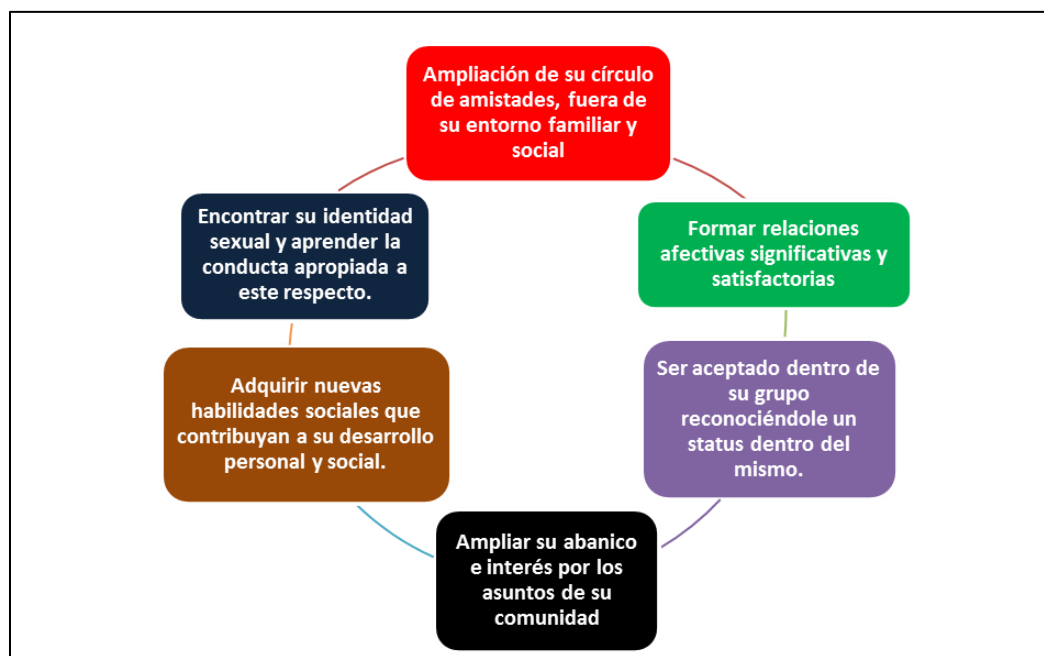 Ampliación de su círculo
de amistades, fuera de
su entorno familiar y
social
Formar relaciones
afectivas significativas y
satisfactorias
Ser aceptado dentro de
su grupo
reconociéndole un
status dentro del
mismo.
Ampliar su abanico
e interés por los
asuntos de su
comunidad
Adquirir nuevas
habilidades sociales que
contribuyan a su desarrollo
personal y social.
Encontrar su identidad
sexual y aprender la
conducta apropiada a
este respecto.